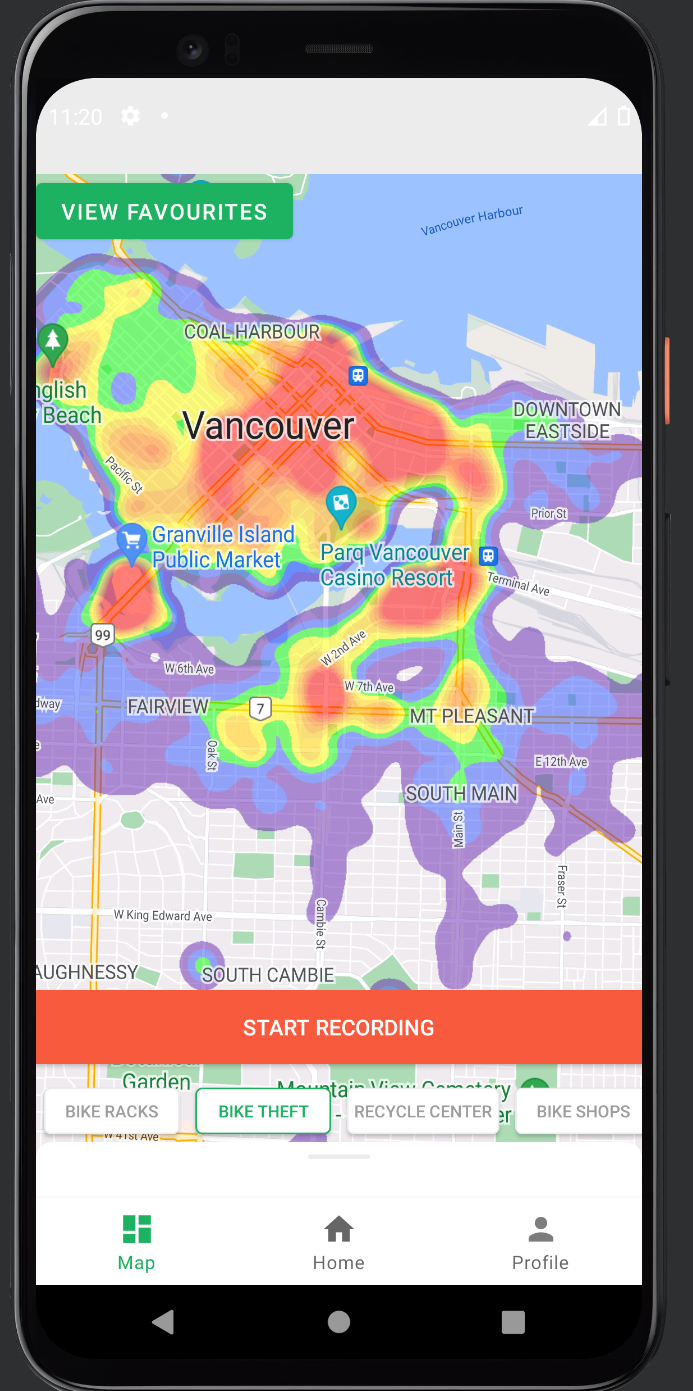 11:20
VIEW FAVOURITES
Vancouver Harbour
COAL HARBOUR
nglish
Beach
DOWNTOWN
EASTSIDE
Vancouver
Pacific St
Prior St
Granville Island
Public Market
Parq Vancouver
Casino Resort
Terminal Ave
99
W 2nd Ave
W 6th Ave
W 7th Ave
dway
FAIRVIEW
7
MT PLEASANT
Oak St
E 12th Ave
SOUTH MAIN
Ave
Main St
Fraser St
W King Edward Ave
Cambie St
AUGHNESSY
SOUTH CAMBIE
START RECORDING
Garden
Mountain View Cemetery
BIKE RACKS
BIKE THEFT
-
RECYCLE CENTER
er
BIKE SHOPS
W 41st Ave
Map
Home
Profile